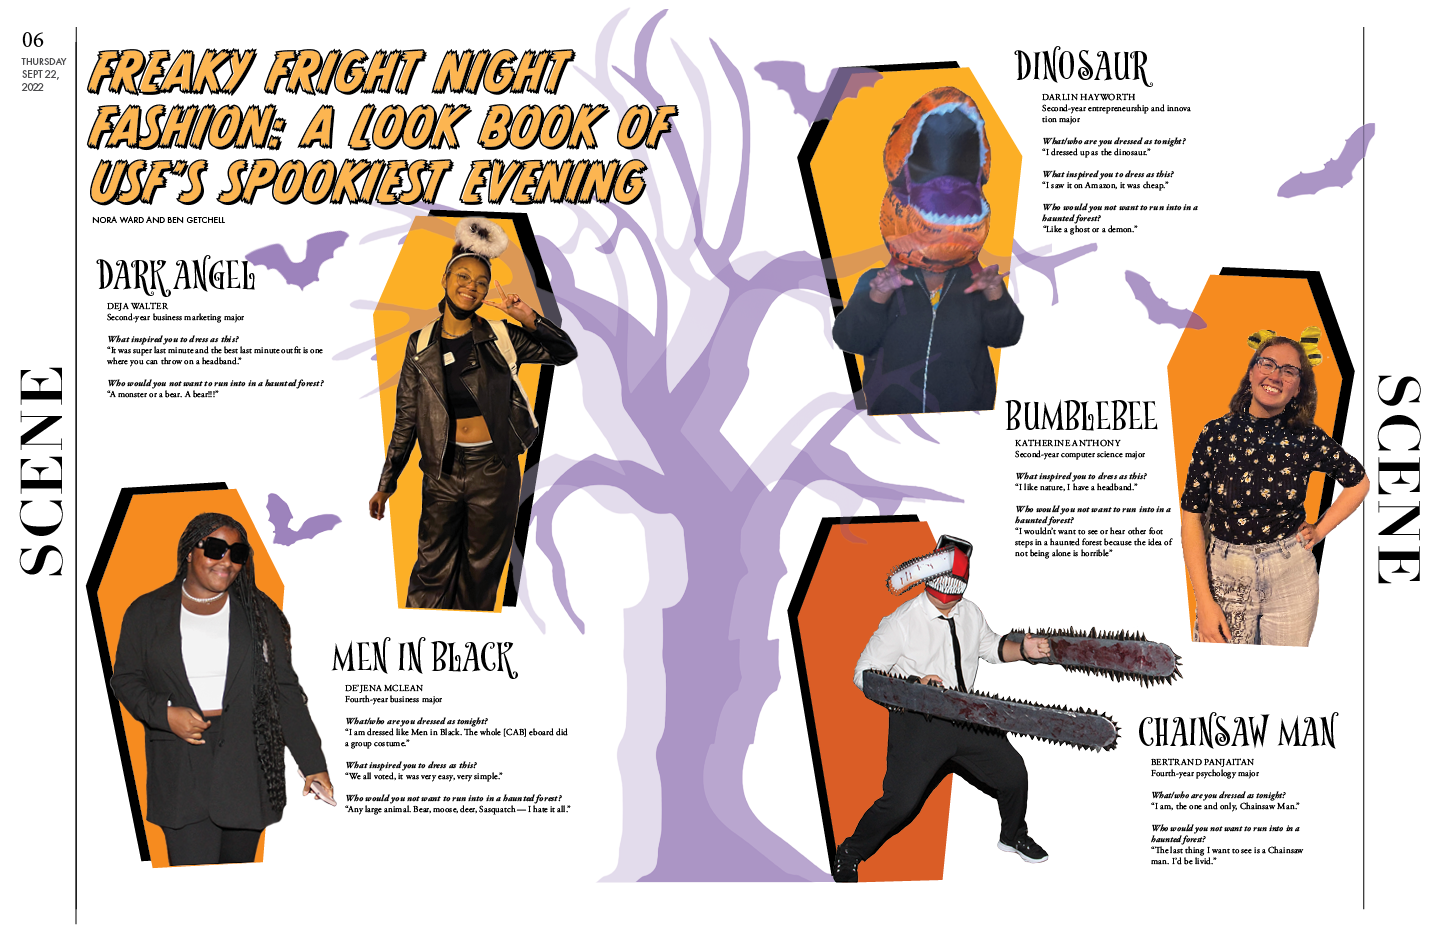 06
THURSDAY
SEPT 22,
2022
SCENE
FREAKY FRIGHT NIGHT
FASHION: A LOOK BOOK OF
USF'S SPOOKIEST EVENING
NORA WARD AND BEN GETCHELL
DARK ANGEL
DEJA WALTER
Second-year business marketing major
What inspired you to dress as this?
“It was super last minute and the best last minute outfit is one
where you can throw on a headband.”
Who would you not want to run into in a haunted forest?
“A monster or a bear. A bear!!!”
MEN IN BLACK
DE'JENA MCLEAN
Fourth-year business major
What/who are you dressed as tonight?
“I am dressed like Men in Black. The whole [CAB] eboard did
a group costume.”
What inspired you to dress as this?
“We all voted, it was very easy, very simple.”
Who would you not want to run into in a haunted forest?
“Any large animal. Bear, moose, deer, Sasquatch — I hate it all.”
DINOSAUR
DARLIN HAYWORTH
Second-year entrepreneurship and innova
tion major
What/who are you dressed as tonight?
“I dressed up as the dinosaur.”
What inspired you to dress as this?
“I saw it on Amazon, it was cheap.”
Who would you not want to run into in a
haunted forest?
“Like a ghost or a demon.”
BUMBLEBEE
KATHERINE ANTHONY
Second-year computer science major
What inspired you to dress as this?
“I like nature, I have a headband.”
Who would you not want to run into in a
haunted forest?
“I wouldn't want to see or hear other foot
steps in a haunted forest because the idea of
not being alone is horrible”
CHAINSAW MAN
BERTRAND PANJAITAN
Fourth-year psychology major
What/who are you dressed as tonight?
“I am, the one and only, Chainsaw Man.”
Who would you not want to run into in a
haunted forest?
“The last thing I want to see is a Chainsaw
man. I'd be livid.”
SCENE